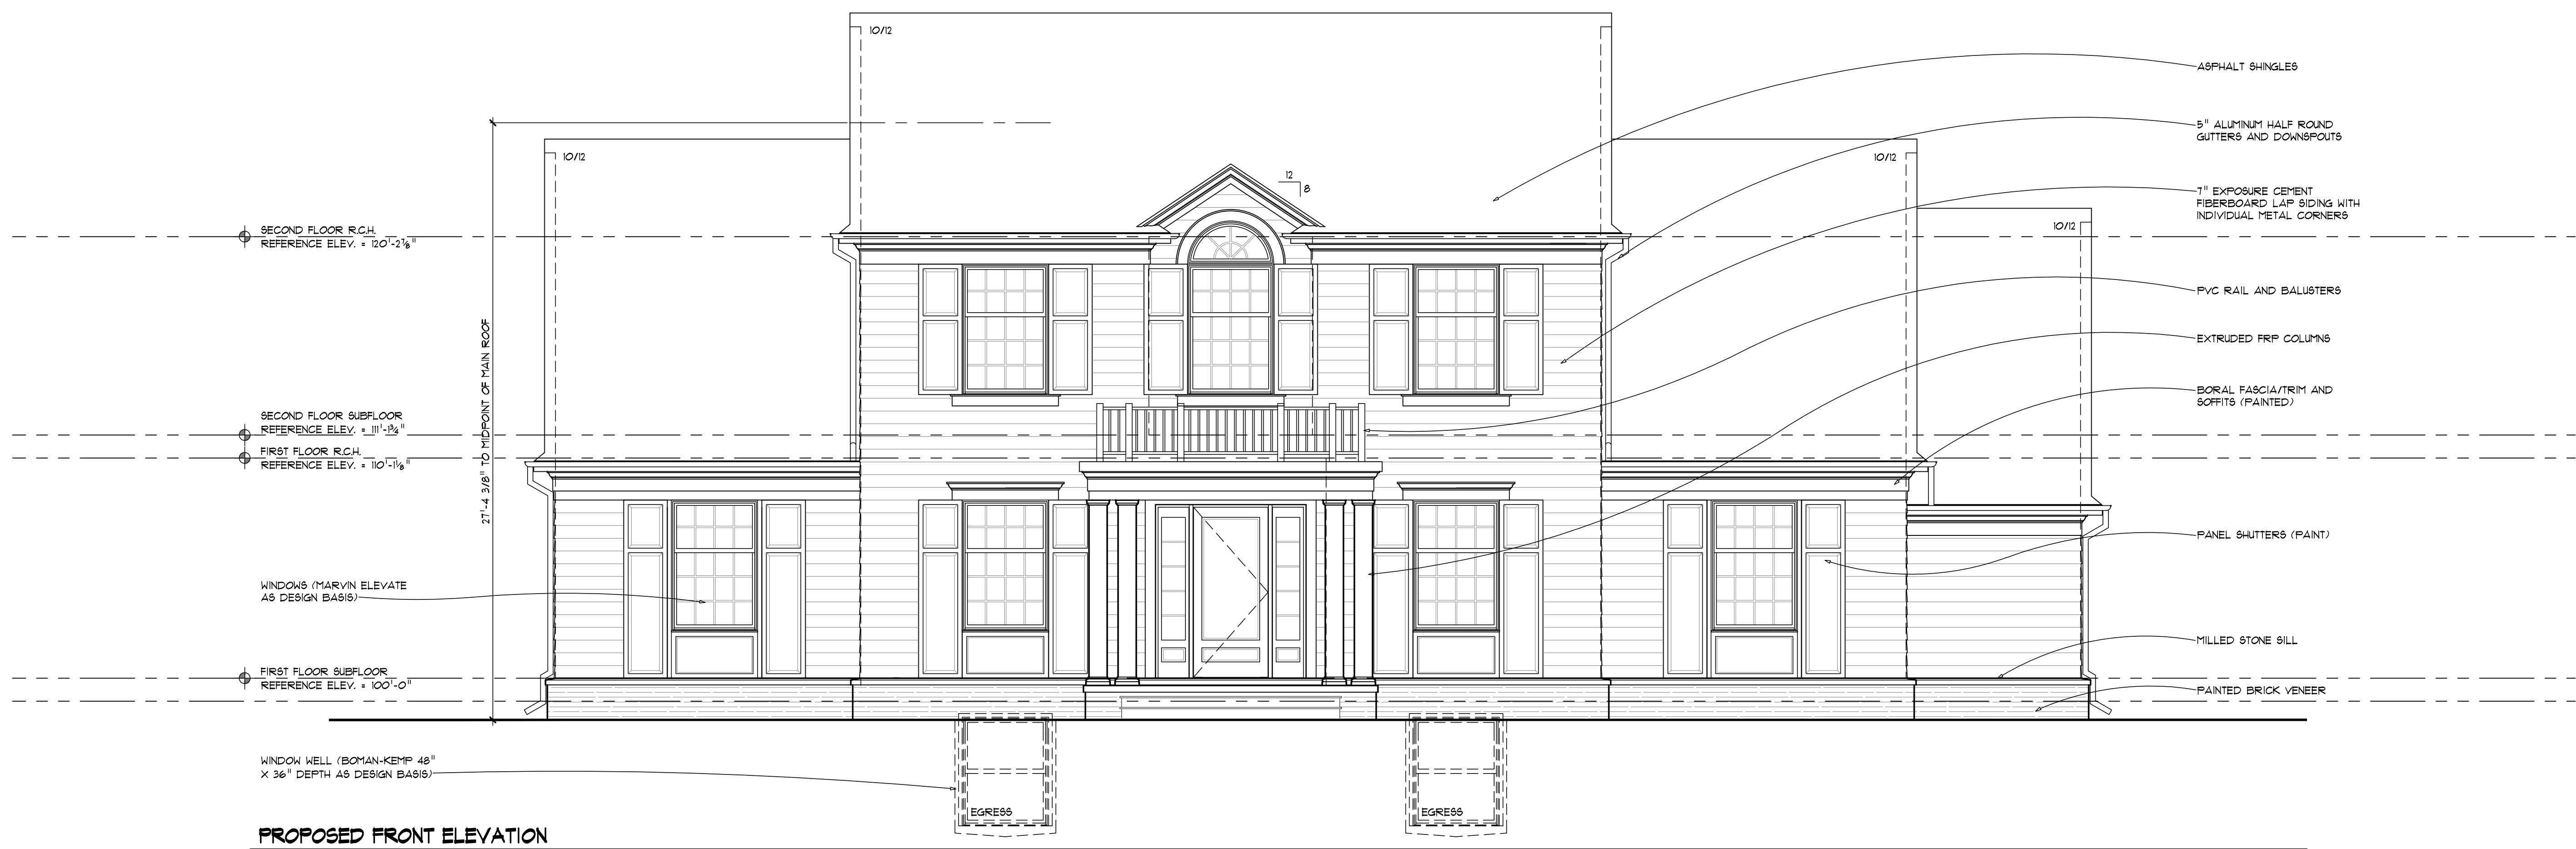 10/12
ASPHALT SHINGLES
5" ALUMINUM HALF ROUND
GUTTERS AND DOWNSPOUTS
10/12
10/12
12
8
7" EXPOSURE CEMENT
FIBERBOARD LAP SIDING WITH
INDIVIDUAL METAL CORNERS
10/12
SECOND FLOOR R.C.H.
REFERENCE ELEV. = 120'-2⅞"
PVC RAIL AND BALUSTERS
EXTRUDED FRP COLUMNS
27'-4 3/8" TO MIDPOINT OF MAIN ROOF
BORAL FASCIA/TRIM AND
SOFFITS (PAINTED)
SECOND FLOOR SUBFLOOR
REFERENCE ELEV. = 111'-1¾"
FIRST FLOOR R.C.H.
REFERENCE ELEV. = 110'-1⅛"
PANEL SHUTTERS (PAINT)
WINDOWS (MARVIN ELEVATE
AS DESIGN BASIS)
MILLED STONE SILL
FIRST FLOOR SUBFLOOR
REFERENCE ELEV. = 100'-0"
PAINTED BRICK VENEER
WINDOW WELL (BOMAN-KEMP 48"
X 36" DEPTH AS DESIGN BASIS)
EGRESS
EGRESS
PROPOSED FRONT ELEVATION